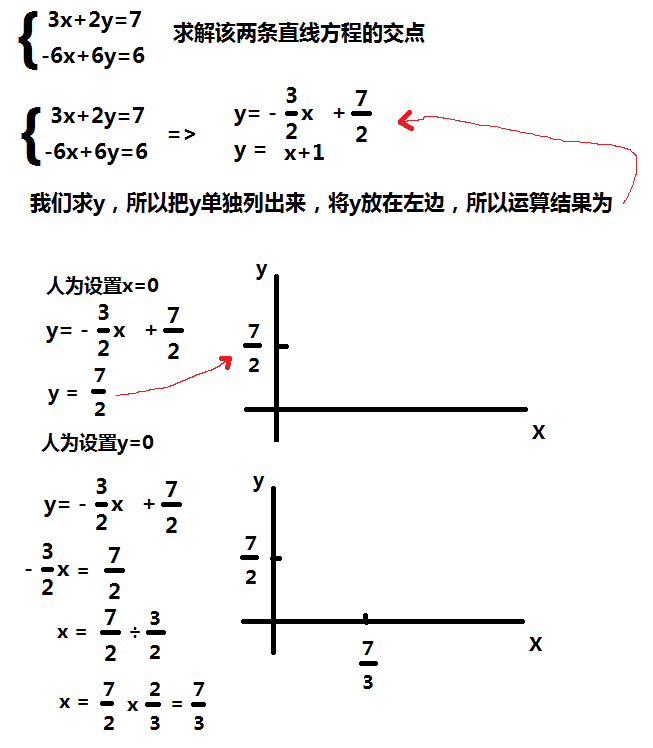 3x+2y=7
-6x+6y=6
求解该两条直线方程的交点
3x+2y=7
-6x+6y=6
=>
y= - 3/2 x + 7/2
y = x+1
我们求y，所以把y单独列出来，将y放在左边，所以运算结果为
人为设置x=0
y= - 3/2 x + 7/2
y = 7/2
y
7/2
X
人为设置y=0
y= - 3/2 x + 7/2
- 3/2 x = 7/2
x = 7/2 ÷ 3/2
x = 7/2 x 2/3 = 7/3
y
7/2
7/3
X